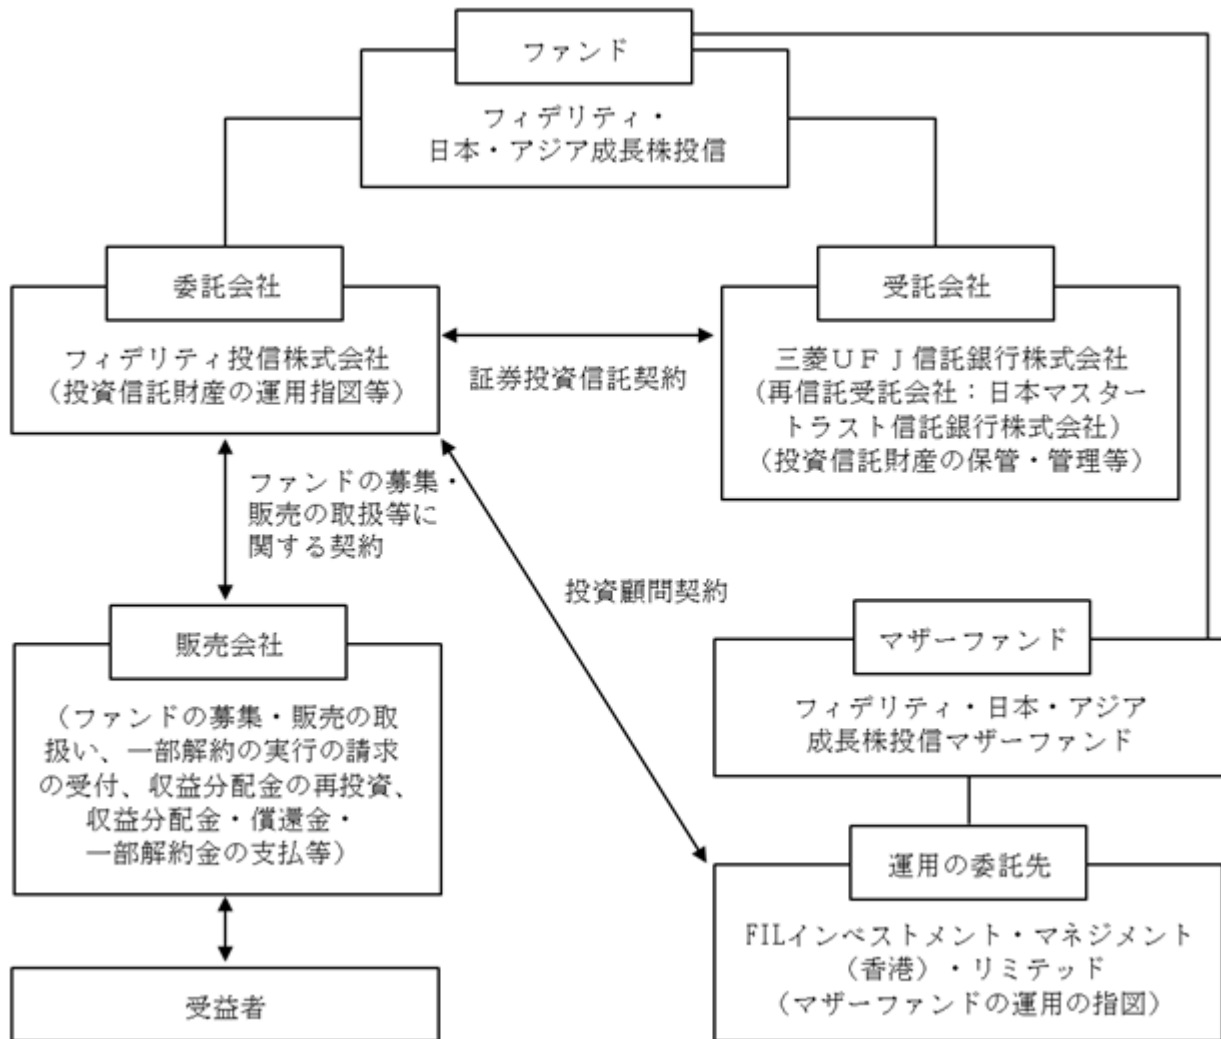 ファンド
フィデリティ・
日本・アジア成長株投信
委託会社
フィデリティ投信株式会社
（投資信託財産の運用指図等）
証券投資信託契約
受託会社
三菱ＵＦＪ信託銀行株式会社
（再信託受託会社：日本マスター
トラスト信託銀行株式会社）
（投資信託財産の保管・管理等）
ファンドの募集・
販売の取扱等に
関する契約
投資顧問契約
販売会社
（ファンドの募集・販売の取
扱い、一部解約の実行の請求
の受付、収益分配金の再投資、
収益分配金・償還金・
一部解約金の支払等）
マザーファンド
フィデリティ・日本・アジア
成長株投信マザーファンド
運用の委託先
FILインベストメント・マネジメント
（香港）・リミテッド
（マザーファンドの運用の指図）
受益者